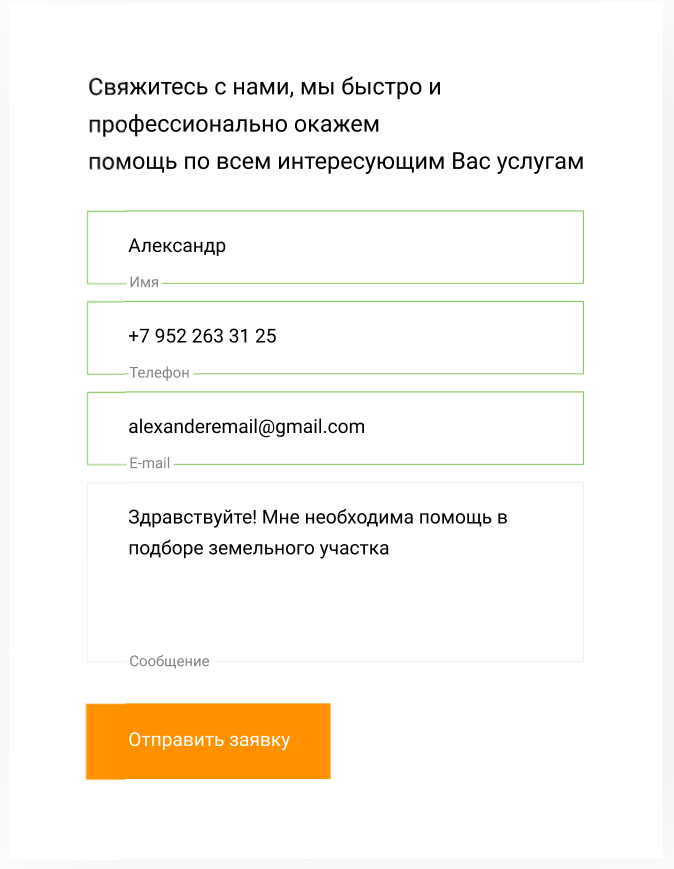 Свяжитесь с нами, мы быстро и
профессионально окажем
помощь по всем интересующим Вас услугам
Александр
Имя
+7 952 263 31 25
Телефон
alexanderemail@gmail.com
E-mail
Здравствуйте! Мне необходима помощь в
подборе земельного участка
Сообщение
Отправить заявку